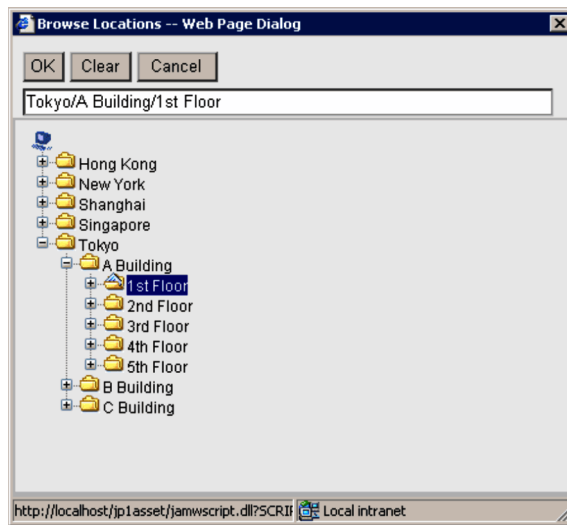 Browse Locations -- Web Page Dialog
OK Clear Cancel
Tokyo/A Building/1st Floor
Hong Kong
New York
Shanghai
Singapore
Tokyo
A Building
1st Floor
2nd Floor
3rd Floor
4th Floor
5th Floor
B Building
C Building
http://localhost/jp1asset/jamwscript.dll?SCRIF Local intranet